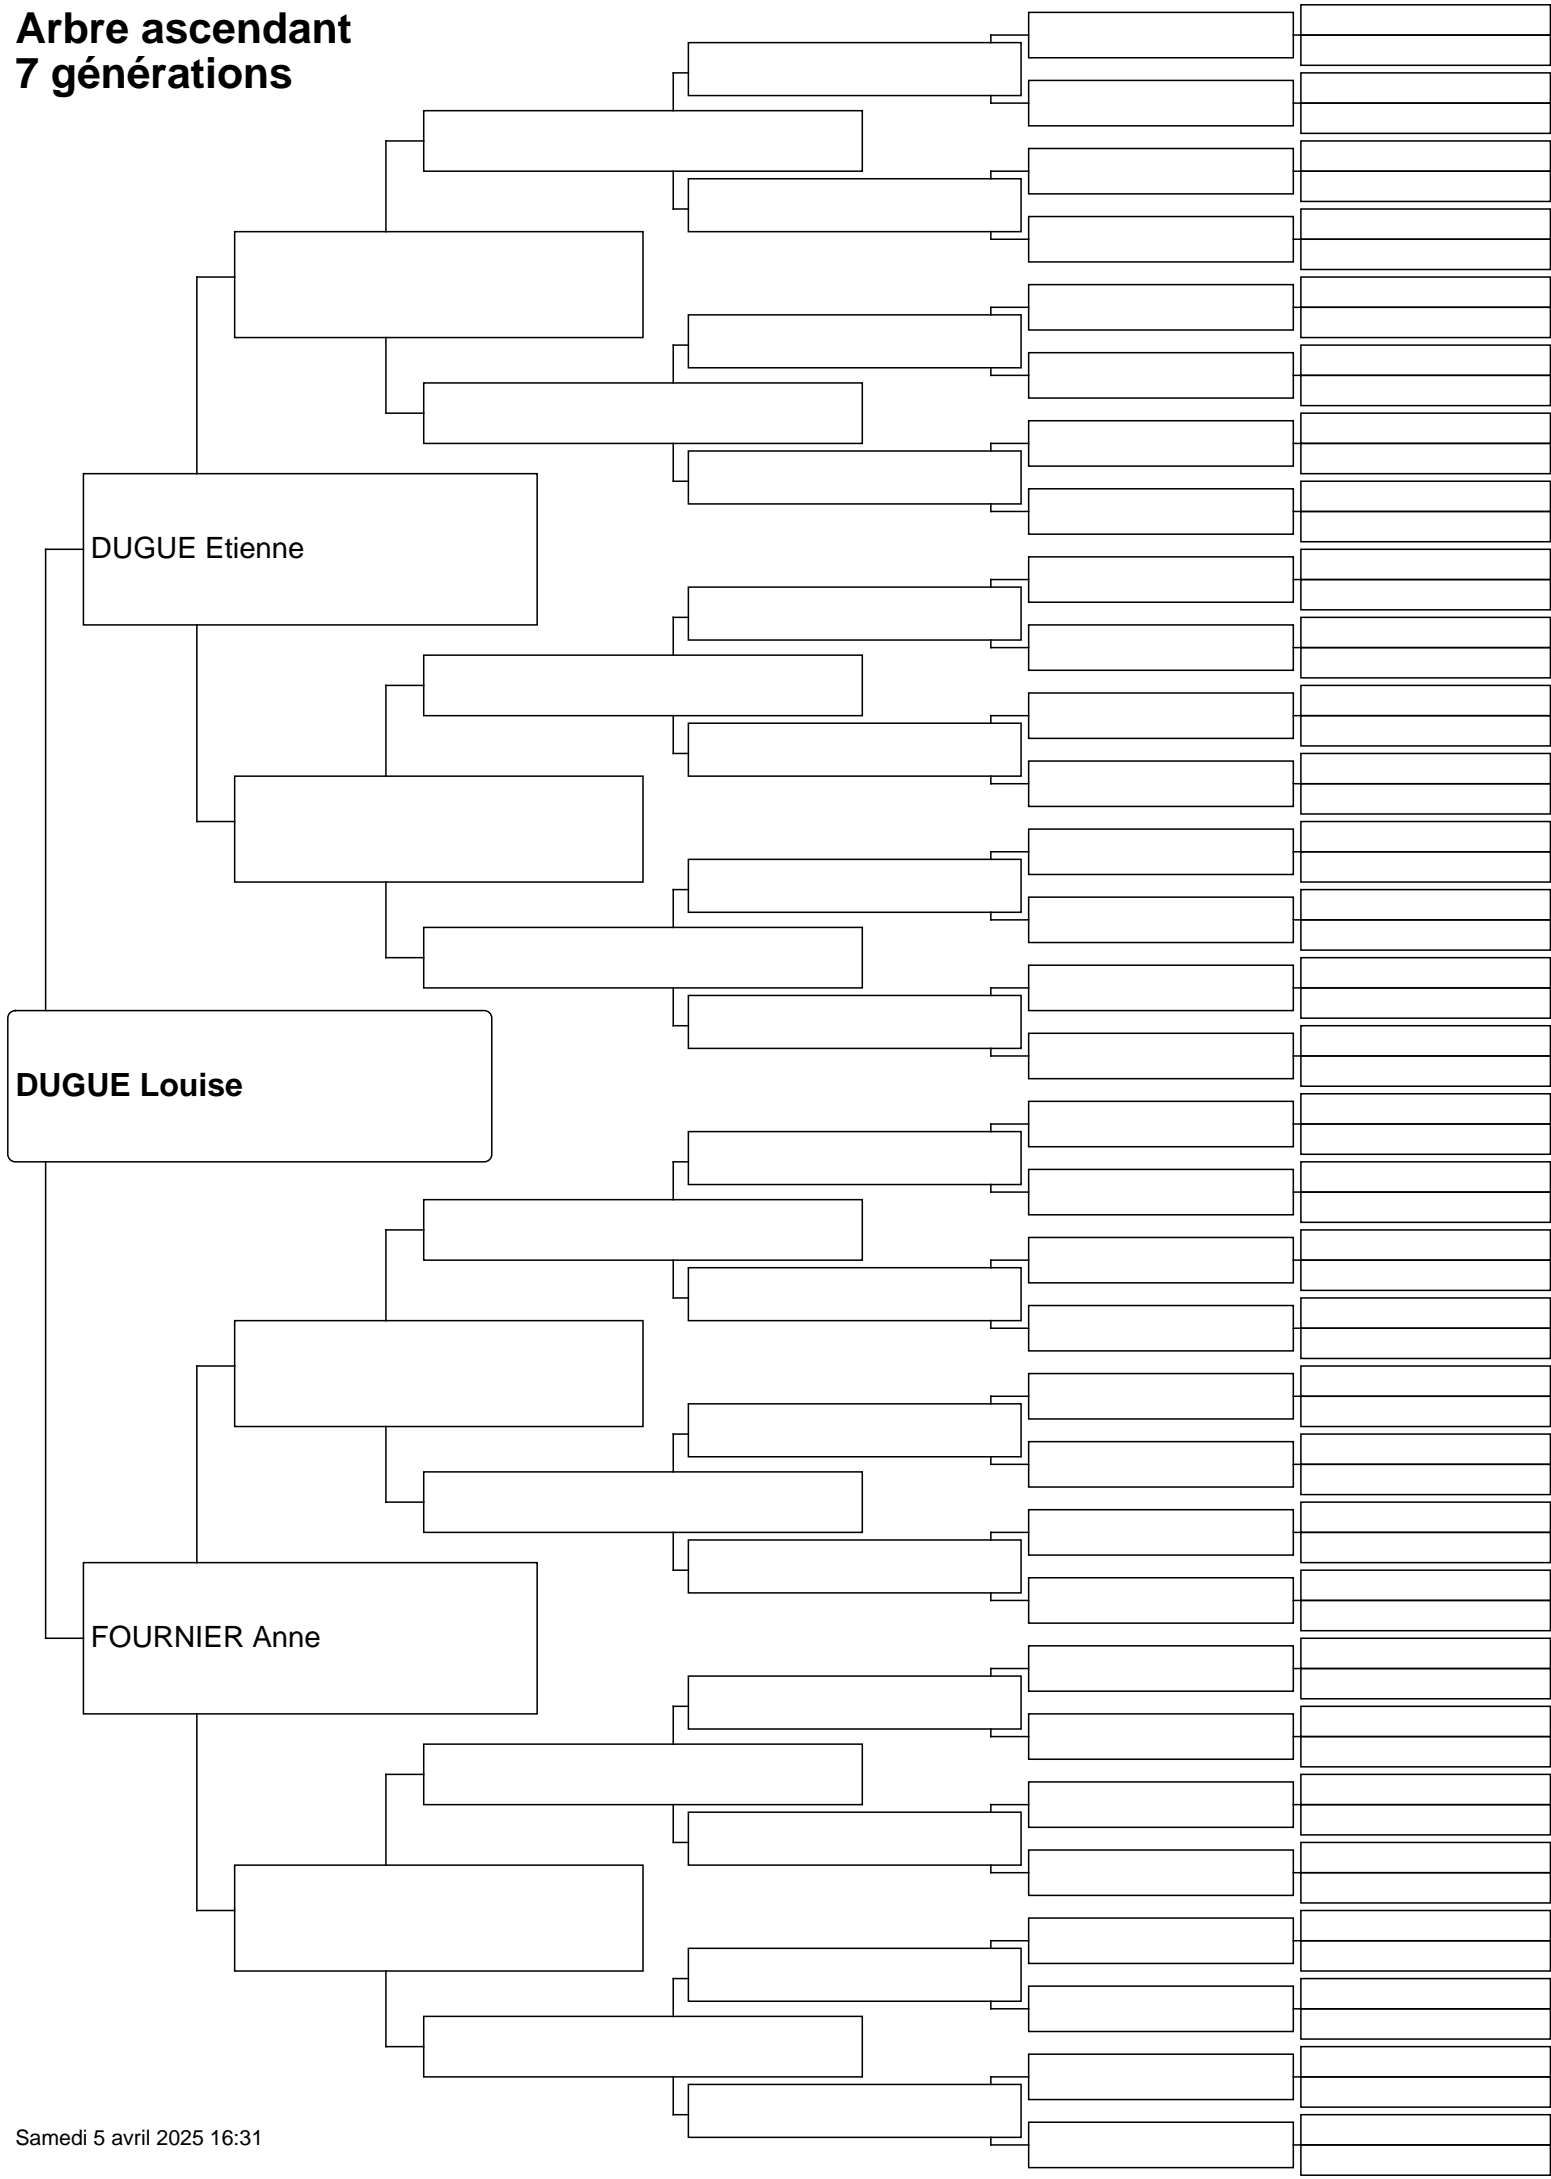 Arbre ascendant
7 générations
DUGUE Etienne
DUGUE Louise
FOURNIER Anne
Samedi 5 avril 2025 16:31